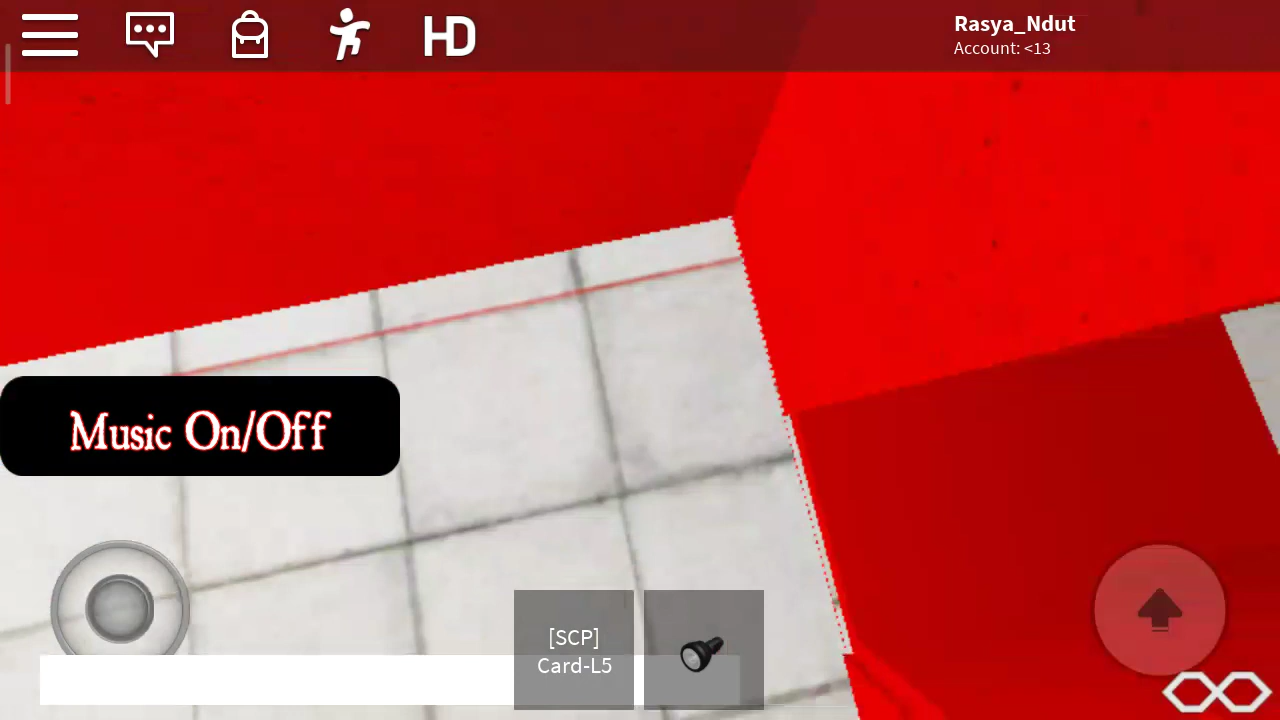 HD
Rasya_Ndut
Account: <13
Music On/Off
[SCP]
Card-L5